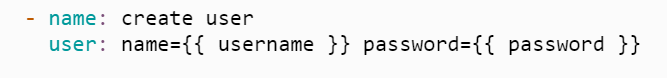 - name: create user
user: name={{ username }} password={{ password }}